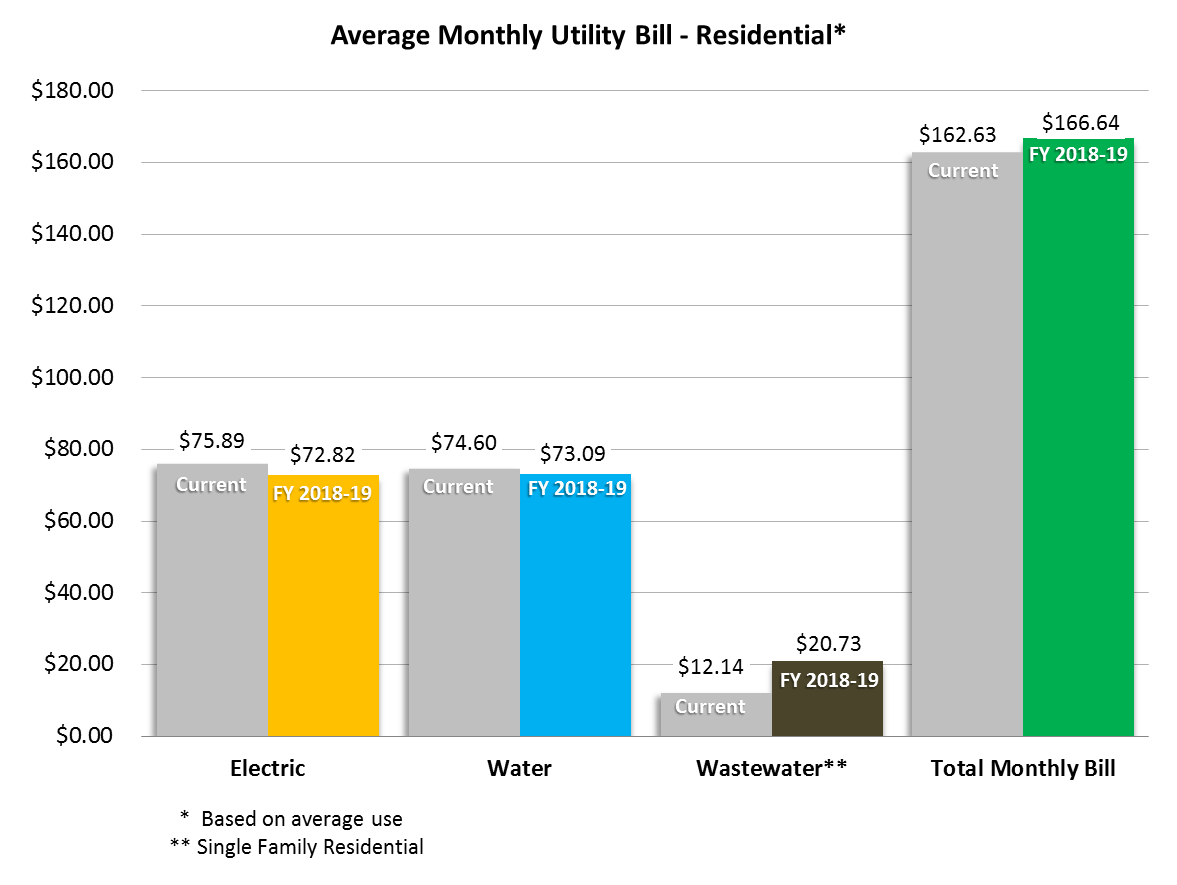 Average Monthly Utility Bill - Residential*
$180.00
$160.00
$140.00
$120.00
$100.00
$80.00
$60.00
$40.00
$20.00
$0.00
$75.89
$72.82
$74.60
$73.09
$12.14
$20.73
$162.63
$166.64
Current
FY 2018-19
Current
FY 2018-19
Current
FY 2018-19
Current
FY 2018-19
Electric
Water
Wastewater**
Total Monthly Bill
* Based on average use
** Single Family Residential